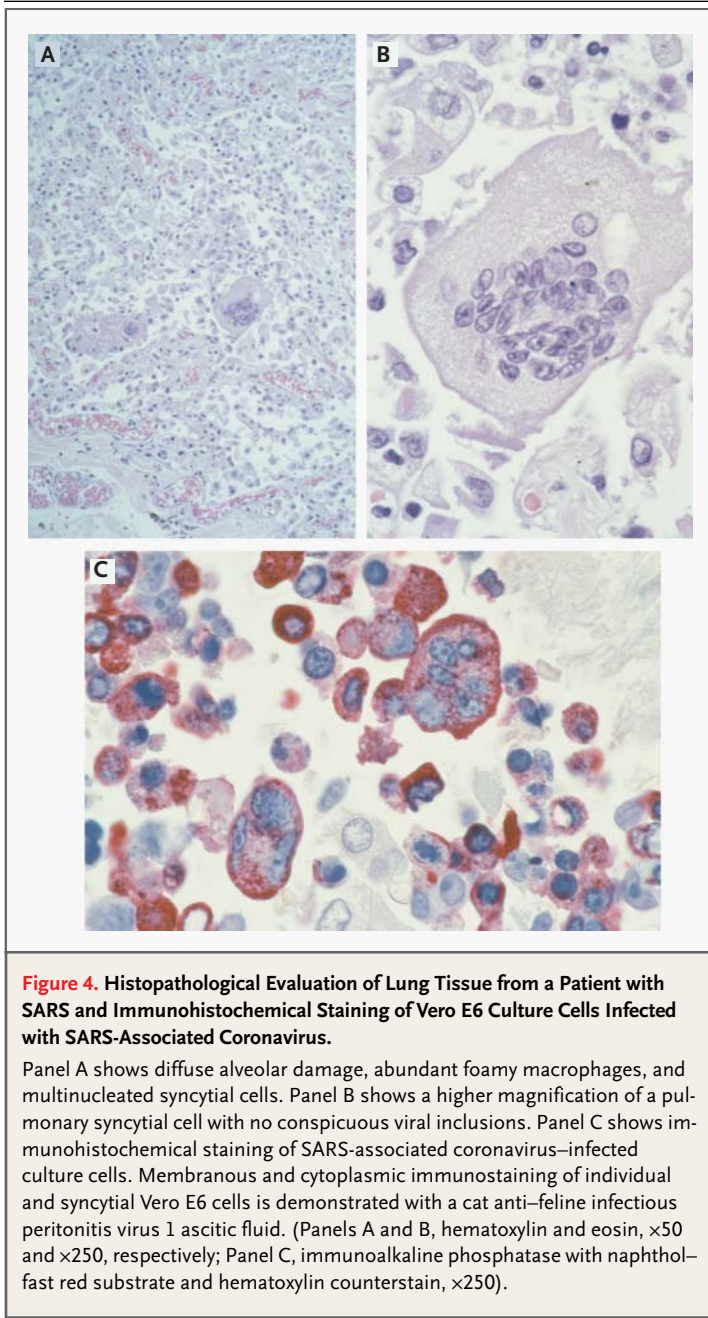 A
B
C
Figure 4. Histopathological Evaluation of Lung Tissue from a Patient with
SARS and Immunohistochemical Staining of Vero E6 Culture Cells Infected
with SARS-Associated Coronavirus.
Panel A shows diffuse alveolar damage, abundant foamy macrophages, and
multinucleated syncytial cells. Panel B shows a higher magnification of a pul-
monary syncytial cell with no conspicuous viral inclusions. Panel C shows im-
munohistochemical staining of SARS-associated coronavirus–infected
culture cells. Membranous and cytoplasmic immunostaining of individual
and syncytial Vero E6 cells is demonstrated with a cat anti–feline infectious
peritonitis virus 1 ascitic fluid. (Panels A and B, hematoxylin and eosin, ×50
and ×250, respectively; Panel C, immunoalkaline phosphatase with naphthol–
fast red substrate and hematoxylin counterstain, ×250).